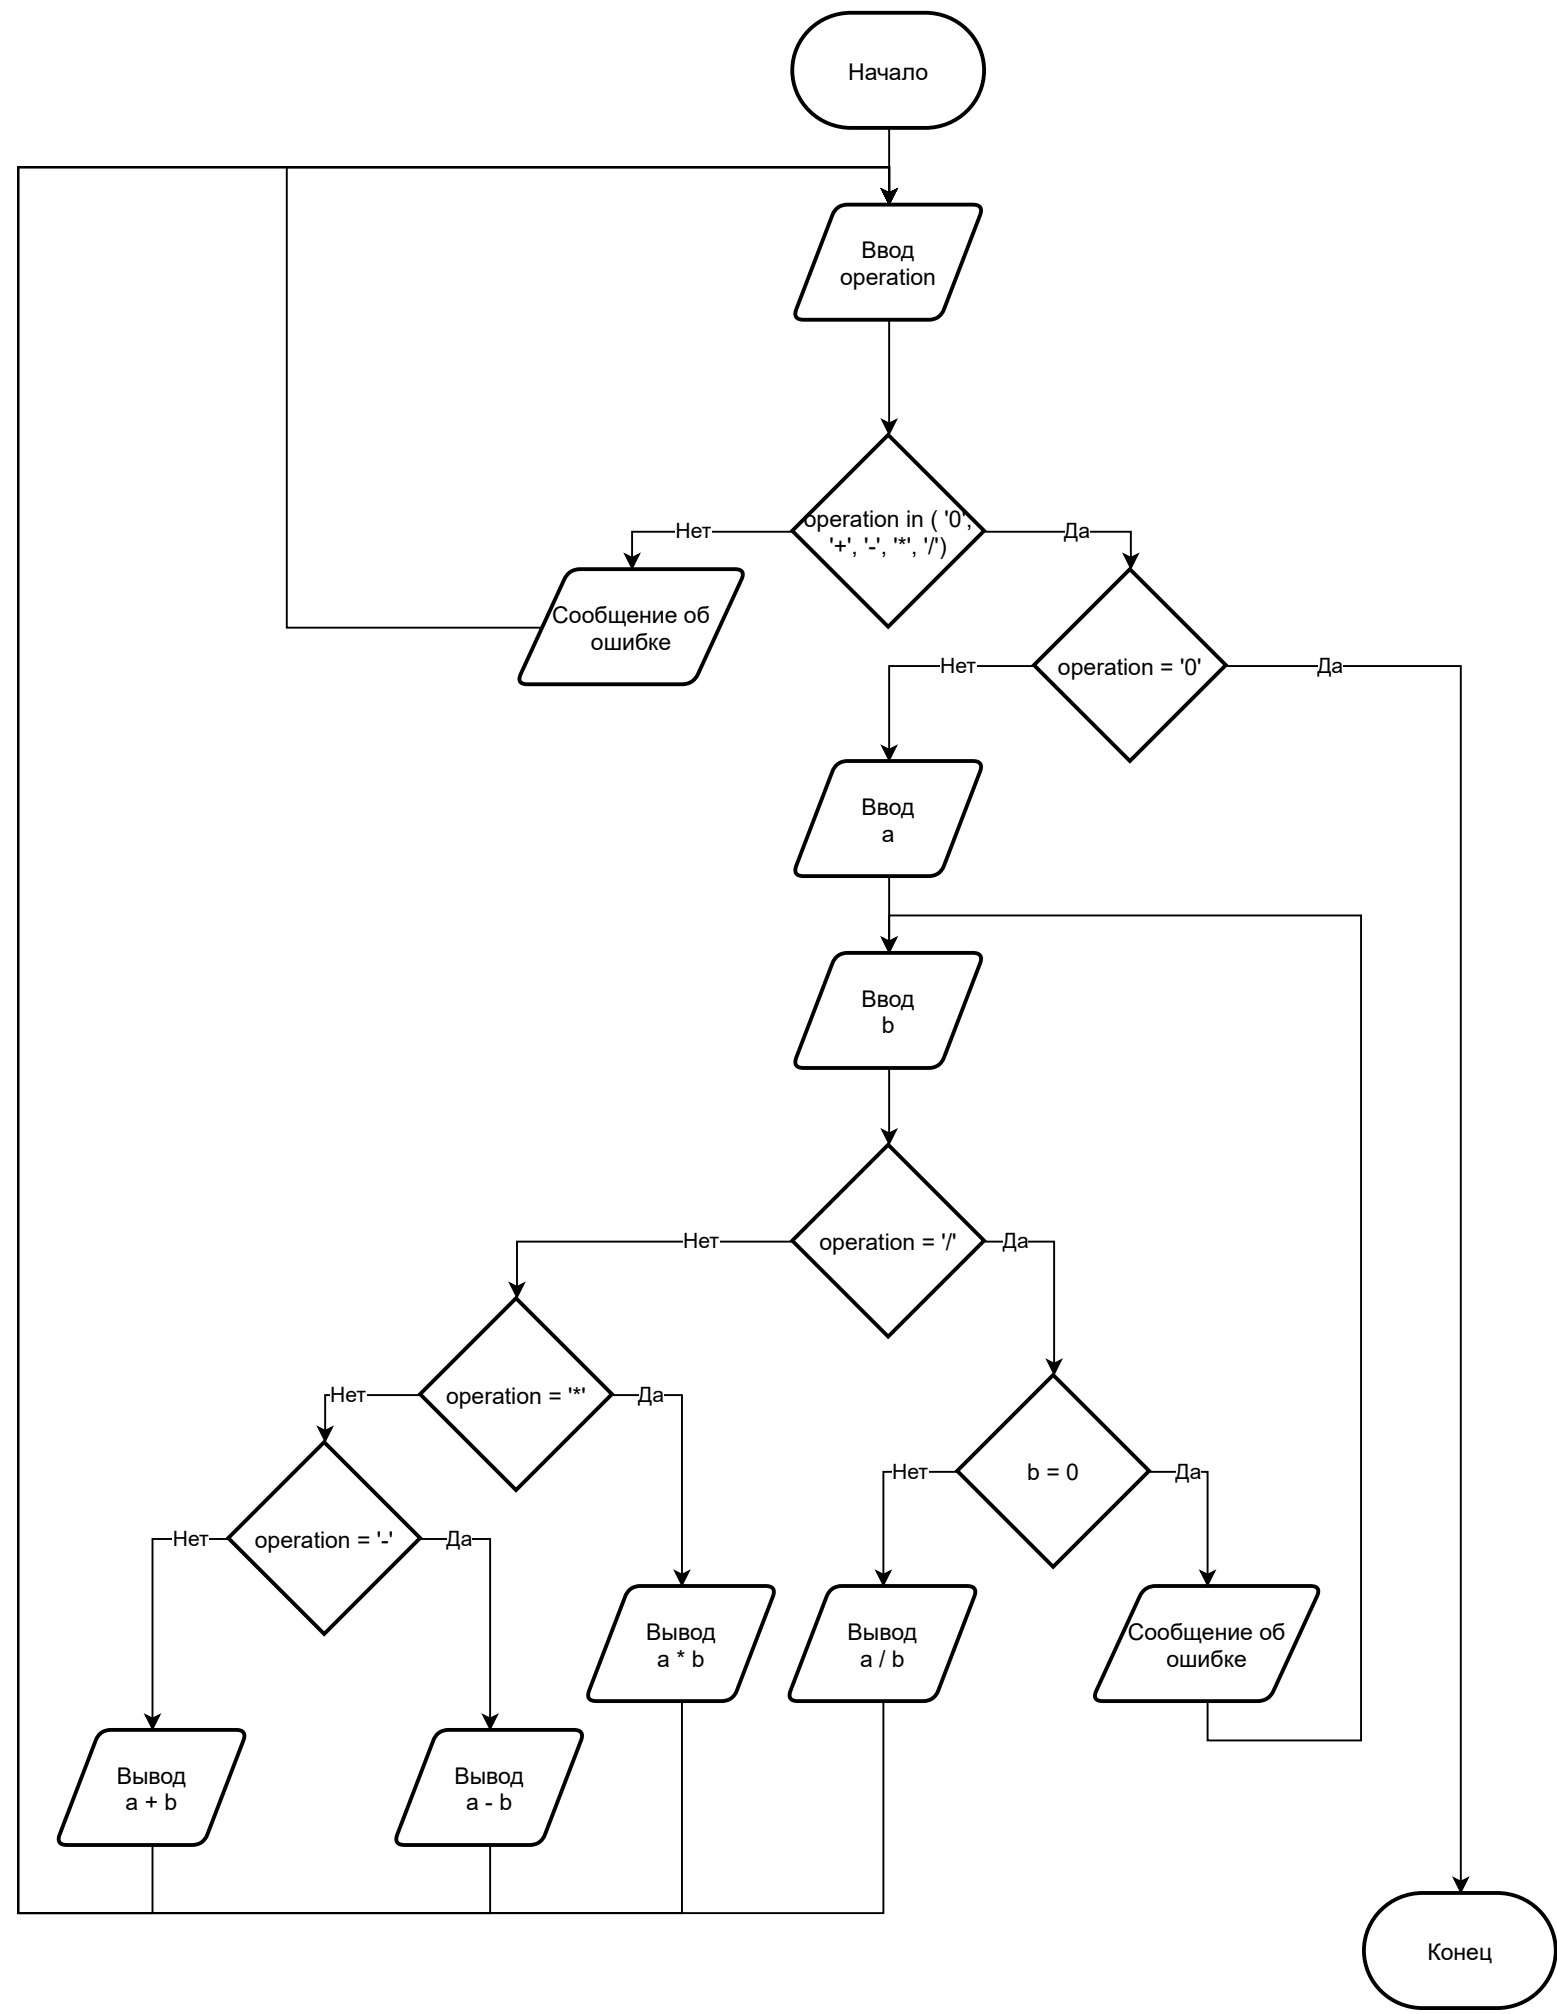 Начало
Ввод
operation
operation in ( '0',
'+', '-', '*', '/')
Нет
Да
Сообщение об
ошибке
operation = '0'
Нет
Да
Ввод
a
Ввод
b
operation = '/'
Нет
Да
operation = '*'
Нет
Да
b = 0
Нет
Да
operation = '-'
Нет
Да
Вывод
a * b
Вывод
a / b
Сообщение об
ошибке
Вывод
a + b
Вывод
a - b
Конец